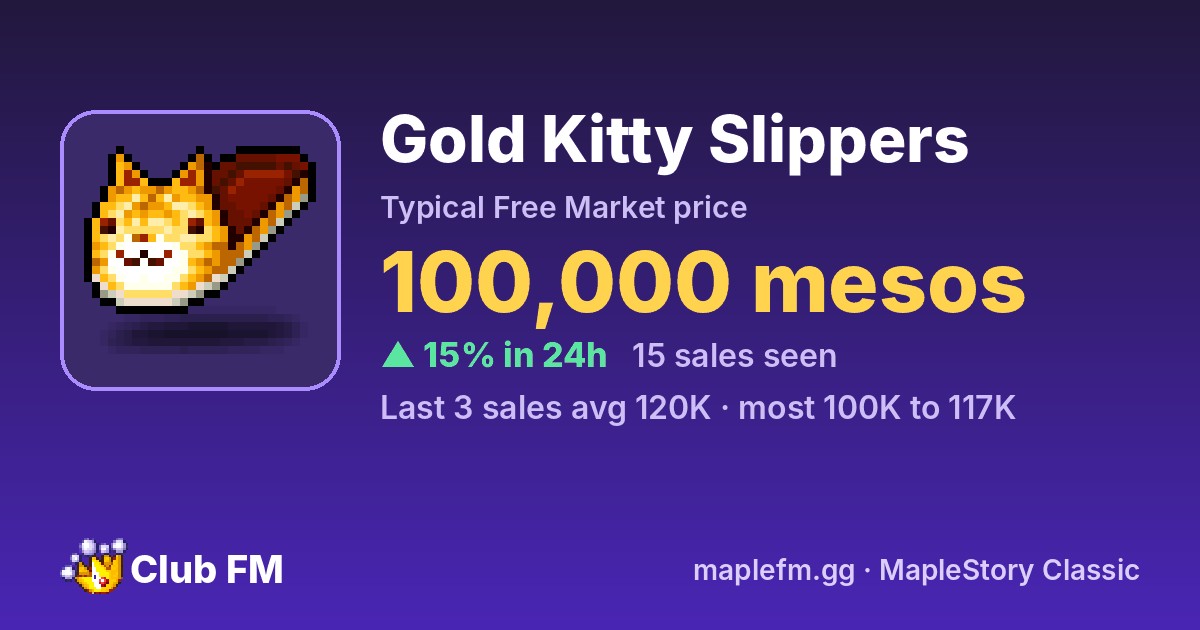 Gold Kitty Slippers
Typical Free Market price
100,000 mesos
▲ 15% in 24h 15 sales seen
Last 3 sales avg 120K · most 100K to 117K
Club FM
maplefm.gg · MapleStory Classic